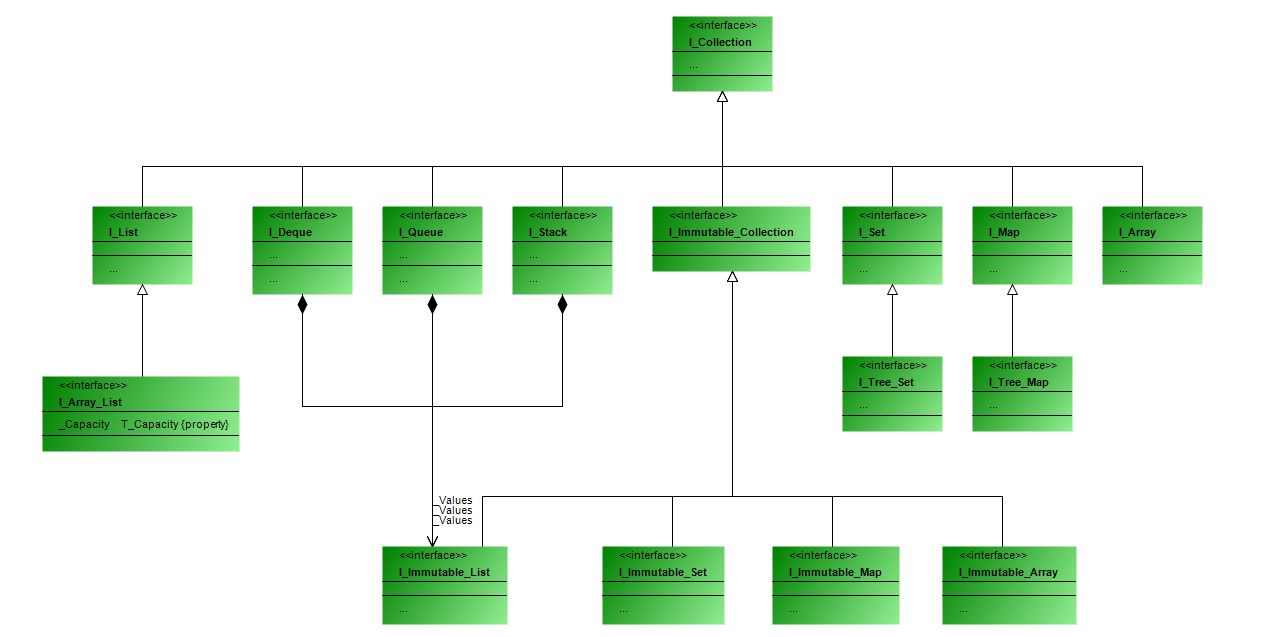 <<interface>>
I_Collection
...
<<interface>>
I_List
...
<<interface>>
I_Deque
...
...
<<interface>>
I_Queue
...
...
<<interface>>
I_Stack
...
...
<<interface>>
I_Immutable_Collection
<<interface>>
I_Set
...
<<interface>>
I_Map
...
<<interface>>
I_Array
...
<<interface>>
I_Array_List
_Capacity T_Capacity {property}
<<interface>>
I_Tree_Set
...
<<interface>>
I_Tree_Map
...
_Values
_Values
_Values
<<interface>>
I_Immutable_List
...
<<interface>>
I_Immutable_Set
...
<<interface>>
I_Immutable_Map
...
<<interface>>
I_Immutable_Array
...